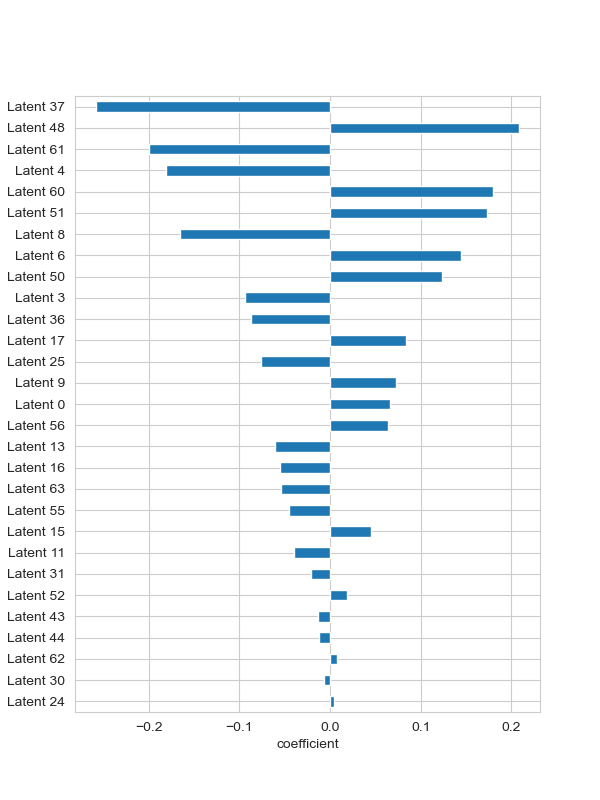 Latent 37
Latent 48
Latent 61
Latent 4
Latent 60
Latent 51
Latent 8
Latent 6
Latent 50
Latent 3
Latent 36
Latent 17
Latent 25
Latent 9
Latent 0
Latent 56
Latent 13
Latent 16
Latent 63
Latent 55
Latent 15
Latent 11
Latent 31
Latent 52
Latent 43
Latent 44
Latent 62
Latent 30
Latent 24
−0.2 −0.1 0.0 0.1 0.2
coefficient